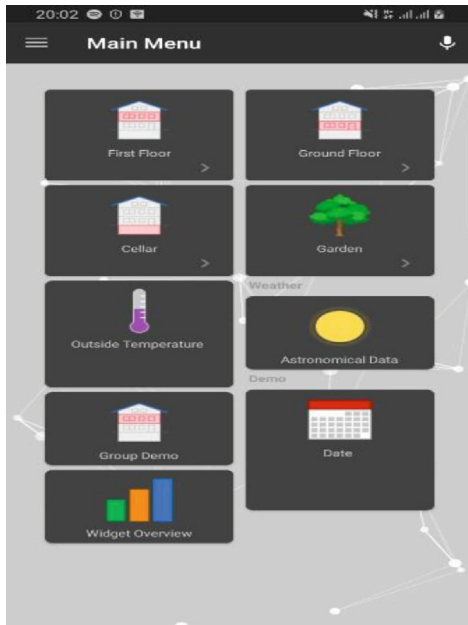 20:02
Main Menu
First Floor
Ground Floor
Cellar
Garden
Weather
Outside Temperature
Astronomical Data
Demo
Group Demo
Date
Widget Overview